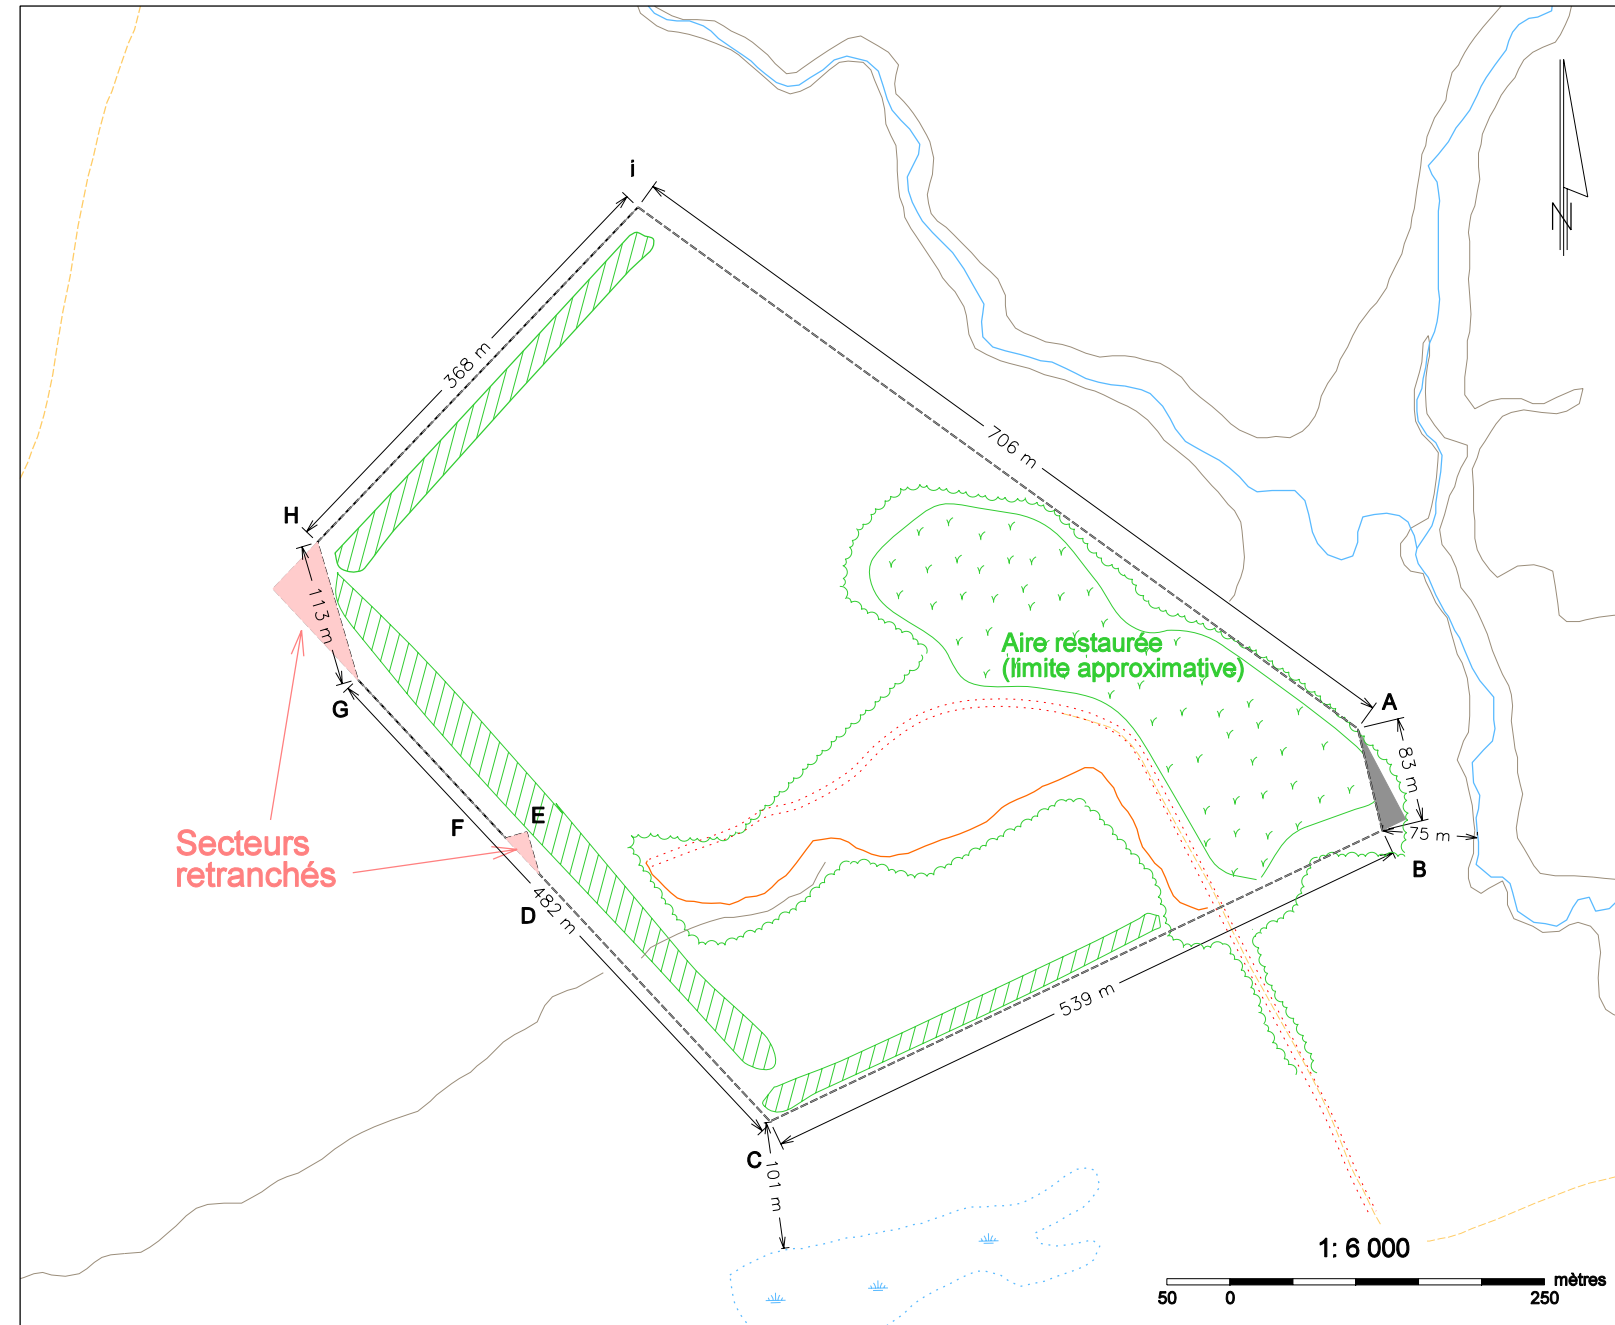 i
N
368 m
706 m
H
113 m
Aire restaurée
(limite approximative)
A
83 m
G
E
F
75 m
B
Secteurs
retranchés
D
482 m
539 m
C
101 m
1: 6 000
mètres
50 0 250